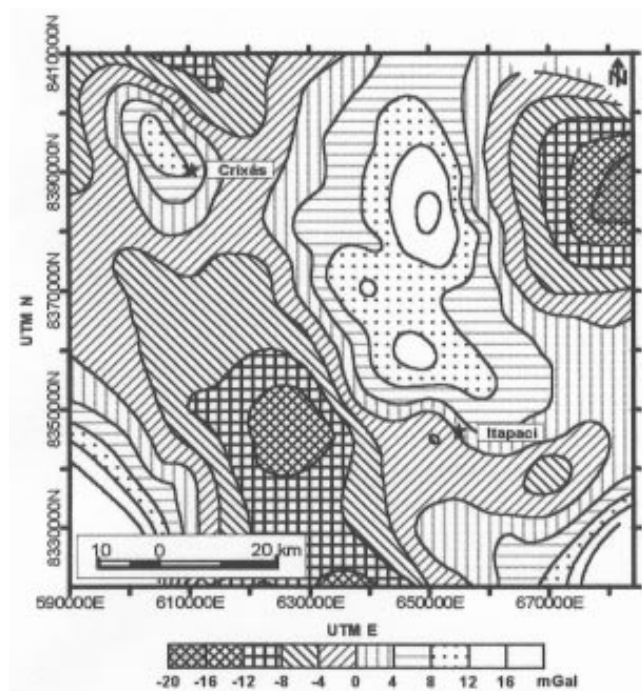 8410000N
N
Crixás
8390000N
8370000N
UTM N
8350000N
Itapaci
8330000N
10 0 20 km
590000E 610000E 630000E 650000E 670000E
UTM E
-20 -16 -12 -8 -4 0 4 8 12 16 mGal